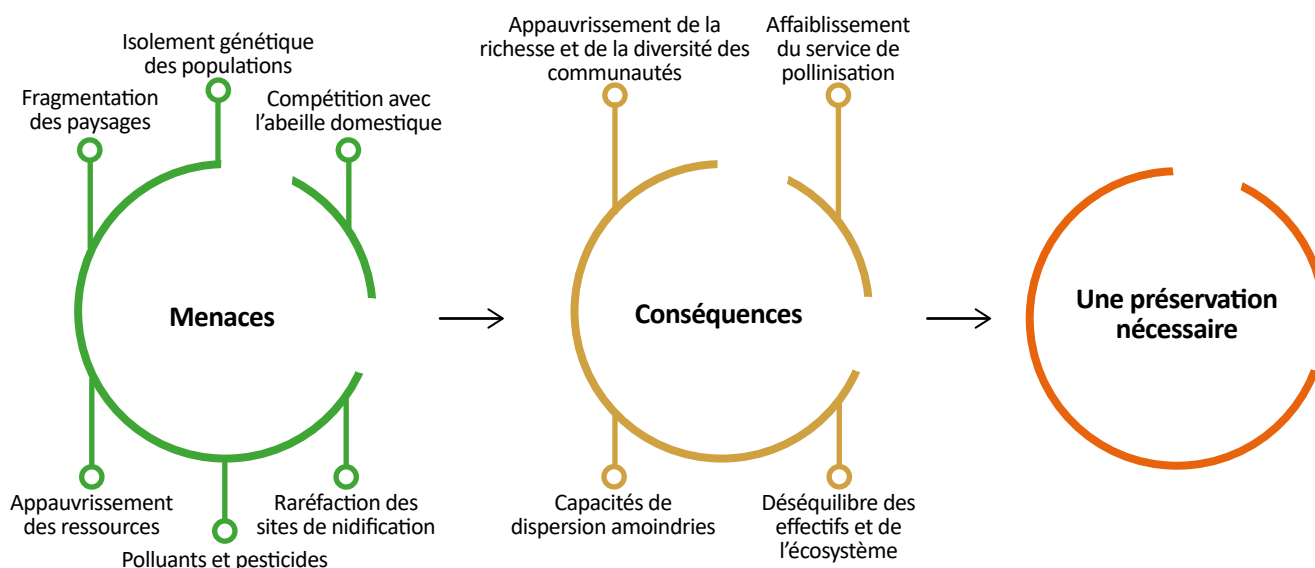 Isolement génétique
des populations
Fragmentation
des paysages
Compétition avec
l'abeille domestique
Menaces
Appauvrissement
des ressources
Polluants et pesticides
Raréfaction des
sites de nidification
Appauvrissement de la
richesse et de la diversité des
communautés
Affaiblissement
du service de
pollinisation
Conséquences
Capacités de
dispersion amoindries
Déséquilibre des
effectifs et de
l'écosystème
Une préservation
nécessaire